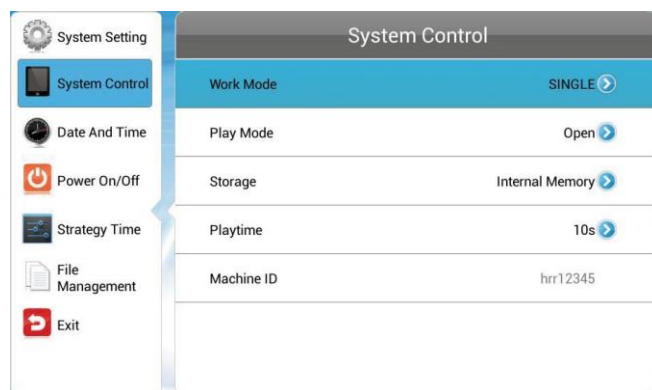 System Setting
System Control
Date And Time
Power On/Off
Strategy Time
File
Management
Exit
System Control
Work Mode SINGLE
Play Mode Open
Storage Internal Memory
Playtime 10s
Machine ID hrr12345